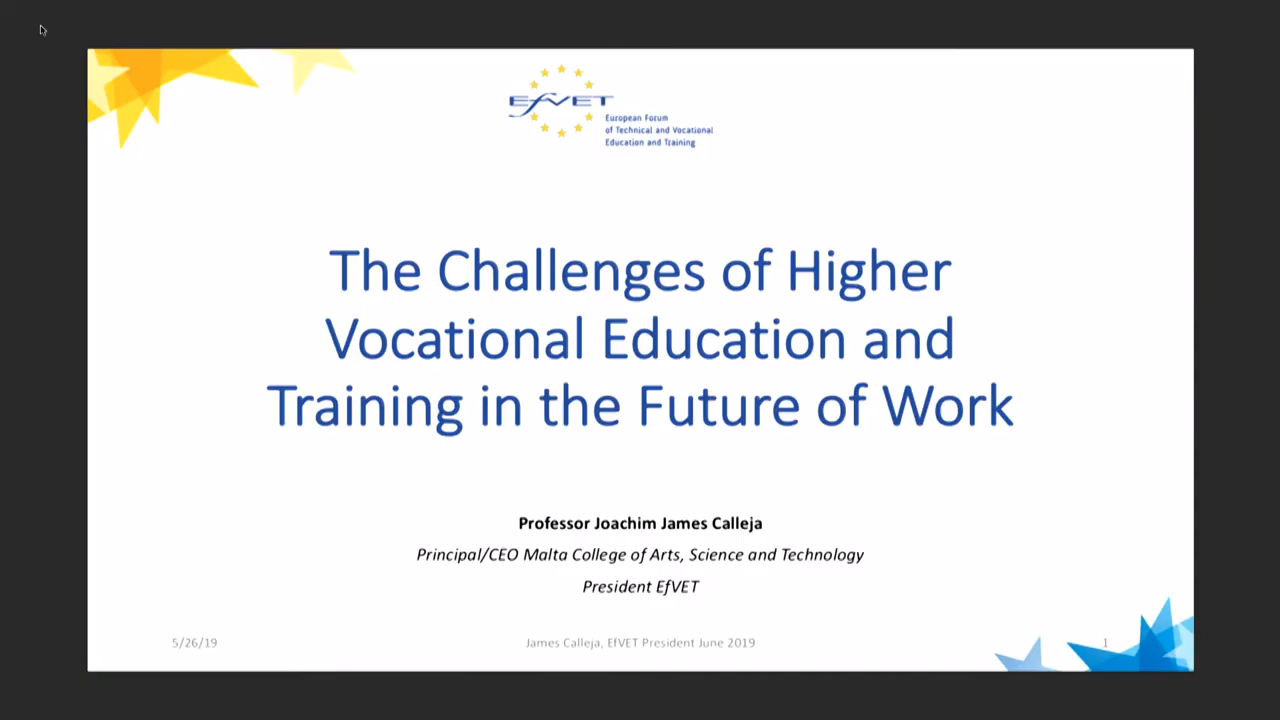 EfVET
European Forum
of Technical and Vocational
Education and Training
The Challenges of Higher
Vocational Education and
Training in the Future of Work
Professor Joachim James Calleja
Principal/CEO Malta College of Arts, Science and Technology
President EfVET
5/26/19
James Calleja, EfVET President June 2019
1